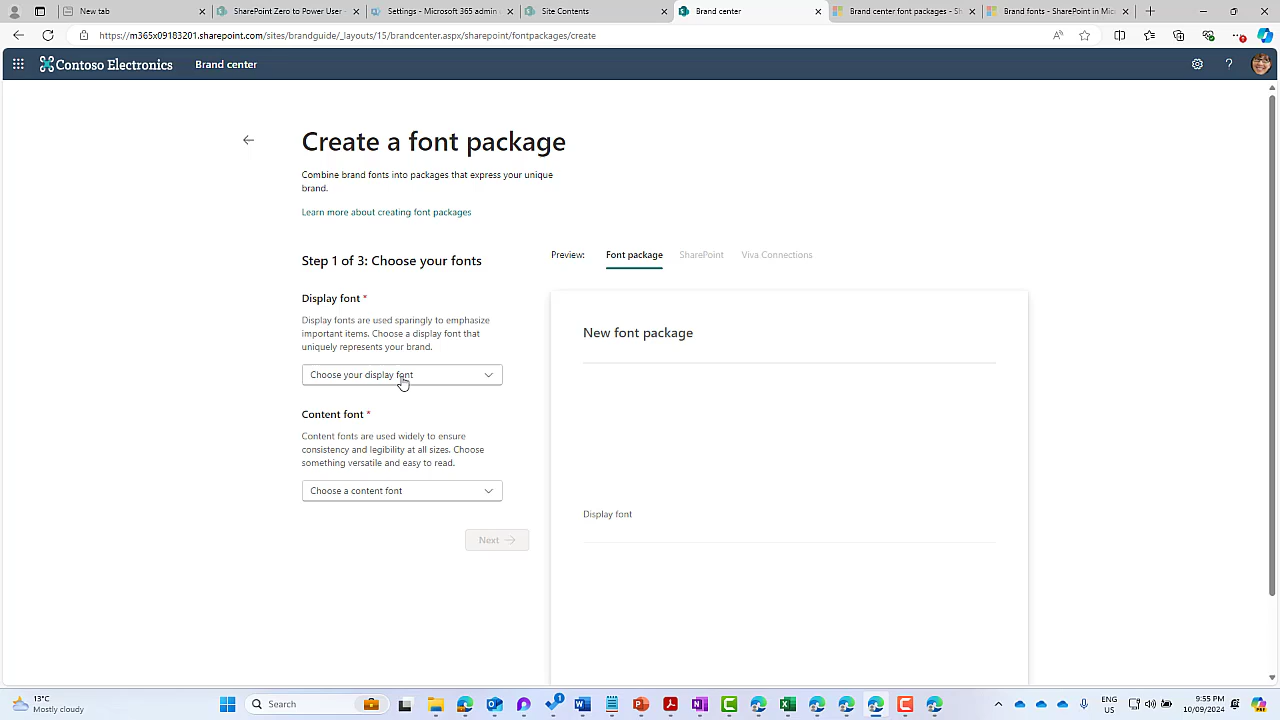 New tab
SharePoint Zero to Power User -
Settings - Microsoft 365 admin
Site Contents
Brand center
Brand center font packages - Sh
Brand fonts - SharePoint in Mi
https://m365x09183201.sharepoint.com/sites/brandguide/_layouts/15/brandcenter.aspx/sharepoint/fontpackages/create
Contoso Electronics
Brand center
?
Create a font package
Combine brand fonts into packages that express your unique
brand.
Learn more about creating font packages
Step 1 of 3: Choose your fonts
Preview:
Font package
SharePoint
Viva Connections
Display font *
Display fonts are used sparingly to emphasize
important items. Choose a display font that
uniquely represents your brand.
Choose your display font
Content font *
Content fonts are used widely to ensure
consistency and legibility at all sizes. Choose
something versatile and easy to read.
Choose a content font
Next
New font package
Display font
13°C
Mostly cloudy
Search
1
ENG
US
9:55 PM
10/09/2024